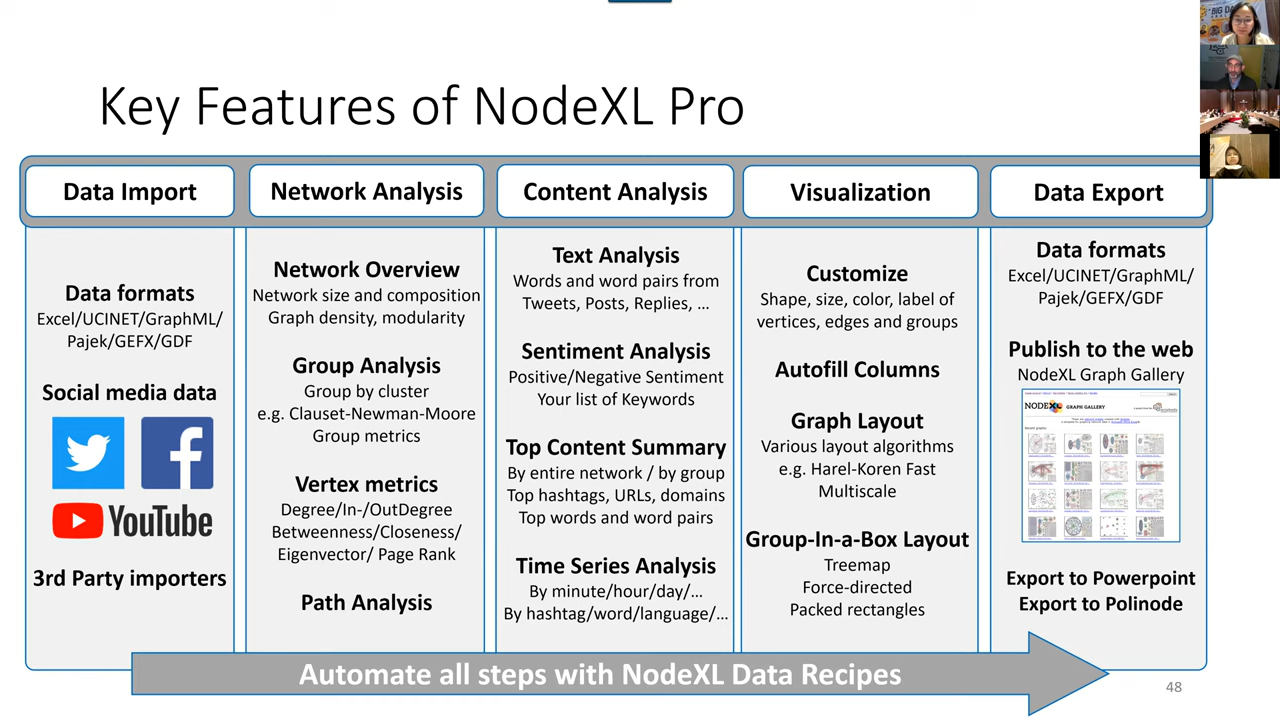 Key Features of NodeXL Pro
Data Import
Data formats
Excel/UCINET/GraphML/
Pajek/GEFX/GDF
Social media data
YouTube
3rd Party importers
Network Analysis
Network Overview
Network size and composition
Graph density, modularity
Group Analysis
Group by cluster
e.g. Clauset-Newman-Moore
Group metrics
Vertex metrics
Degree/In-/OutDegree
Betweenness/Closeness/
Eigenvector/ Page Rank
Path Analysis
Content Analysis
Text Analysis
Words and word pairs from
Tweets, Posts, Replies, ...
Sentiment Analysis
Positive/Negative Sentiment
Your list of Keywords
Top Content Summary
By entire network / by group
Top hashtags, URLs, domains
Top words and word pairs
Time Series Analysis
By minute/hour/day/...
By hashtag/word/language/...
Visualization
Customize
Shape, size, color, label of
vertices, edges and groups
Autofill Columns
Graph Layout
Various layout algorithms
e.g. Harel-Koren Fast
Multiscale
Group-In-a-Box Layout
Treemap
Force-directed
Packed rectangles
Data Export
Data formats
Excel/UCINET/GraphML/
Pajek/GEFX/GDF
Publish to the web
NodeXL Graph Gallery
NODEXL GRAPH GALLERY
Export to Powerpoint
Export to Polinode
Automate all steps with NodeXL Data Recipes
48
BIG DA